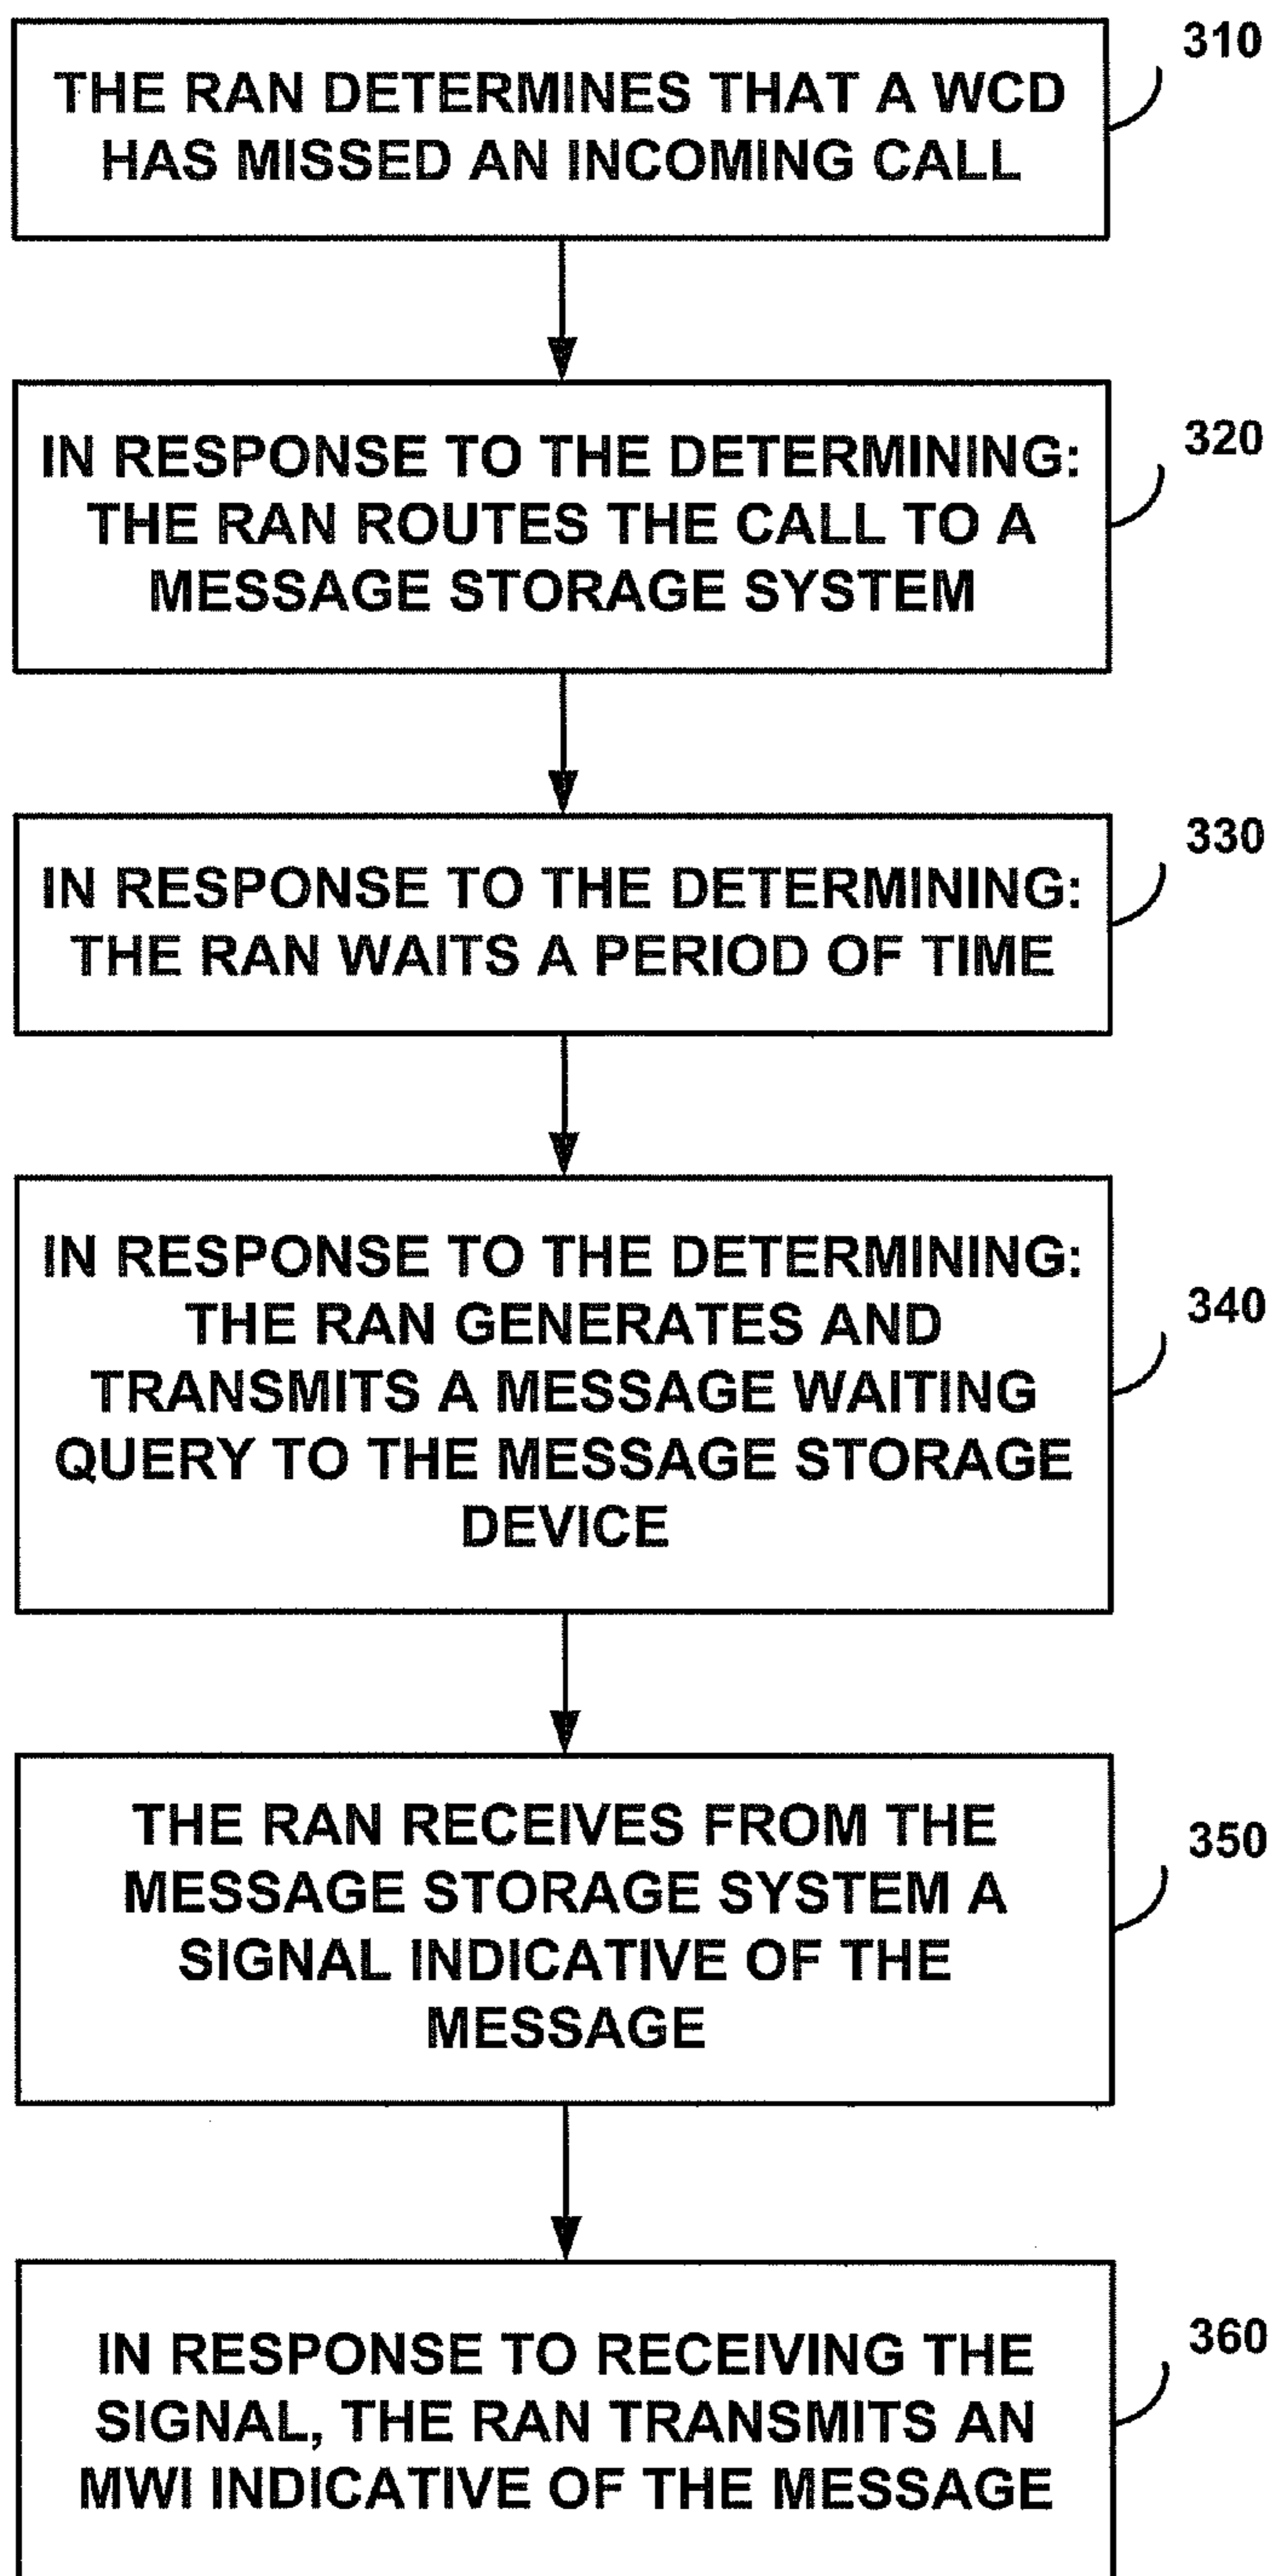 THE RAN DETERMINES THAT A WCD
HAS MISSED AN INCOMING CALL
310
IN RESPONSE TO THE DETERMINING:
THE RAN ROUTES THE CALL TO A
MESSAGE STORAGE SYSTEM
320
IN RESPONSE TO THE DETERMINING:
THE RAN WAITS A PERIOD OF TIME
330
IN RESPONSE TO THE DETERMINING:
THE RAN GENERATES AND
TRANSMITS A MESSAGE WAITING
QUERY TO THE MESSAGE STORAGE
DEVICE
340
THE RAN RECEIVES FROM THE
MESSAGE STORAGE SYSTEM A
SIGNAL INDICATIVE OF THE
MESSAGE
350
IN RESPONSE TO RECEIVING THE
SIGNAL, THE RAN TRANSMITS AN
MWI INDICATIVE OF THE MESSAGE
360